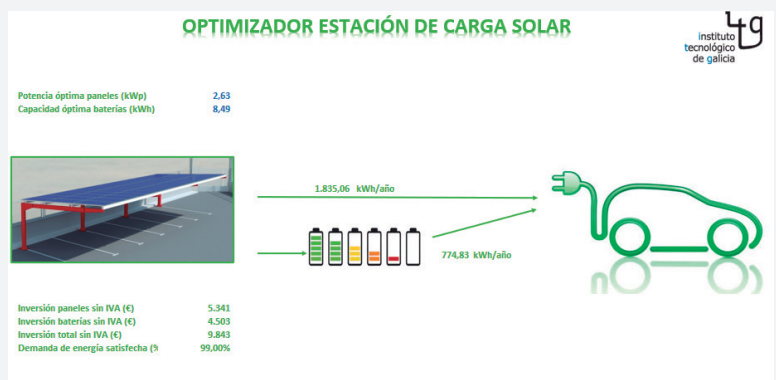 OPTIMIZADOR ESTACIÓN DE CARGA SOLAR
itg
instituto
tecnológico
de galicia
Potencia óptima paneles (kWp) 2,63
Capacidad óptima baterías (kWh) 8,49
1.835,06 kWh/año
774,83 kWh/año
Inversión paneles sin IVA (€) 5.341
Inversión baterías sin IVA (€) 4.503
Inversión total sin IVA (€) 9.843
Demanda de energía satisfecha (% 99,00%